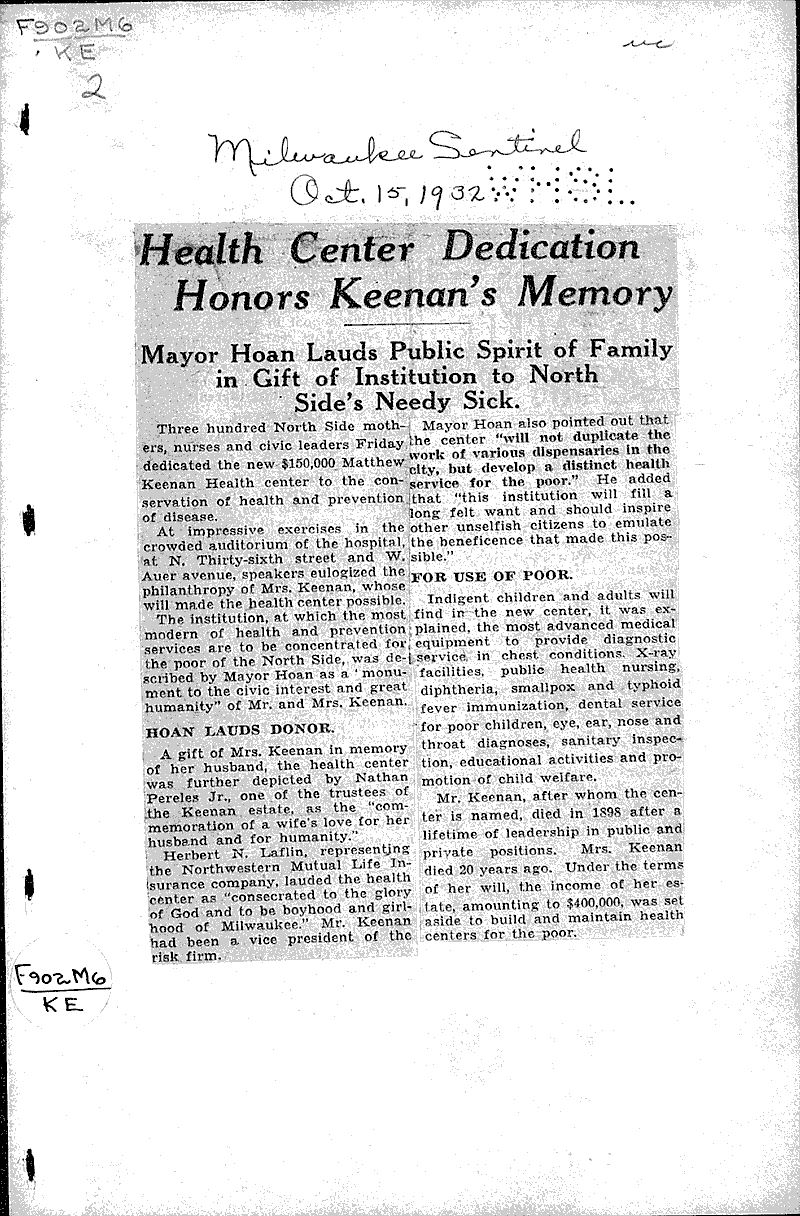 F902M6
KE
2
Milwaukee Sentinel
Oct. 15, 1932 W.H.S.L..
Health Center Dedication
Honors Keenan's Memory
Mayor Hoan Lauds Public Spirit of Family
in Gift of Institution to North
Side's Needy Sick.
Three hundred North Side moth-
ers, nurses and civic leaders Friday
dedicated the new $150,000 Matthew
Keenan Health center to the con-
servation of health and prevention
of disease.
At impressive exercises in the
crowded auditorium of the hospital,
at N. Thirty-sixth street and W.
Auer avenue, speakers eulogized the
philanthropy of Mrs. Keenan, whose
will made the health center possible.
The institution, at which the most
modern of health and prevention
services are to be concentrated for
the poor of the North Side, was de-
scribed by Mayor Hoan as a "monu-
ment to the civic interest and great
humanity" of Mr. and Mrs. Keenan.
HOAN LAUDS DONOR.
A gift of Mrs. Keenan in memory
of her husband, the health center
was further depicted by Nathan
Pereles Jr., one of the trustees of
the Keenan estate, as the "com-
memoration of a wife's love for her
husband and for humanity."
Herbert N. Laflin, representing
the Northwestern Mutual Life In-
surance company, lauded the health
center as "consecrated to the glory
of God and to be boyhood and girl-
hood of Milwaukee." Mr. Keenan
had been a vice president of the
risk firm.
Mayor Hoan also pointed out that
the center "will not duplicate the
work of various dispensaries in the
city, but develop a distinct health
service for the poor." He added
that "this institution will fill a
long felt want and should inspire
other unselfish citizens to emulate
the beneficence that made this pos-
sible."
FOR USE OF POOR.
Indigent children and adults will
find in the new center, it was ex-
plained, the most advanced medical
equipment to provide diagnostic
service in chest conditions. X-ray
facilities, public health nursing,
diphtheria, smallpox and typhoid
fever immunization, dental service
for poor children, eye, ear, nose and
throat diagnoses, sanitary inspec-
tion, educational activities and pro-
motion of child welfare.
Mr. Keenan, after whom the cen-
ter is named, died in 1898 after a
lifetime of leadership in public and
private positions. Mrs. Keenan
died 20 years ago. Under the terms
of her will, the income of her es-
tate, amounting to $400,000, was set
aside to build and maintain health
centers for the poor.
F902M6
KE